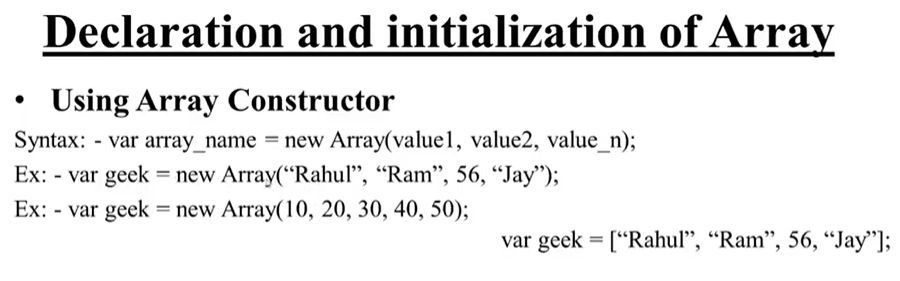 Declaration and initialization of Array
• Using Array Constructor
Syntax: - var array_name = new Array(value1, value2, value_n);
Ex: - var geek = new Array(“Rahul”, “Ram”, 56, “Jay”);
Ex: - var geek = new Array(10, 20, 30, 40, 50);
var geek = [“Rahul”, “Ram”, 56, “Jay”];